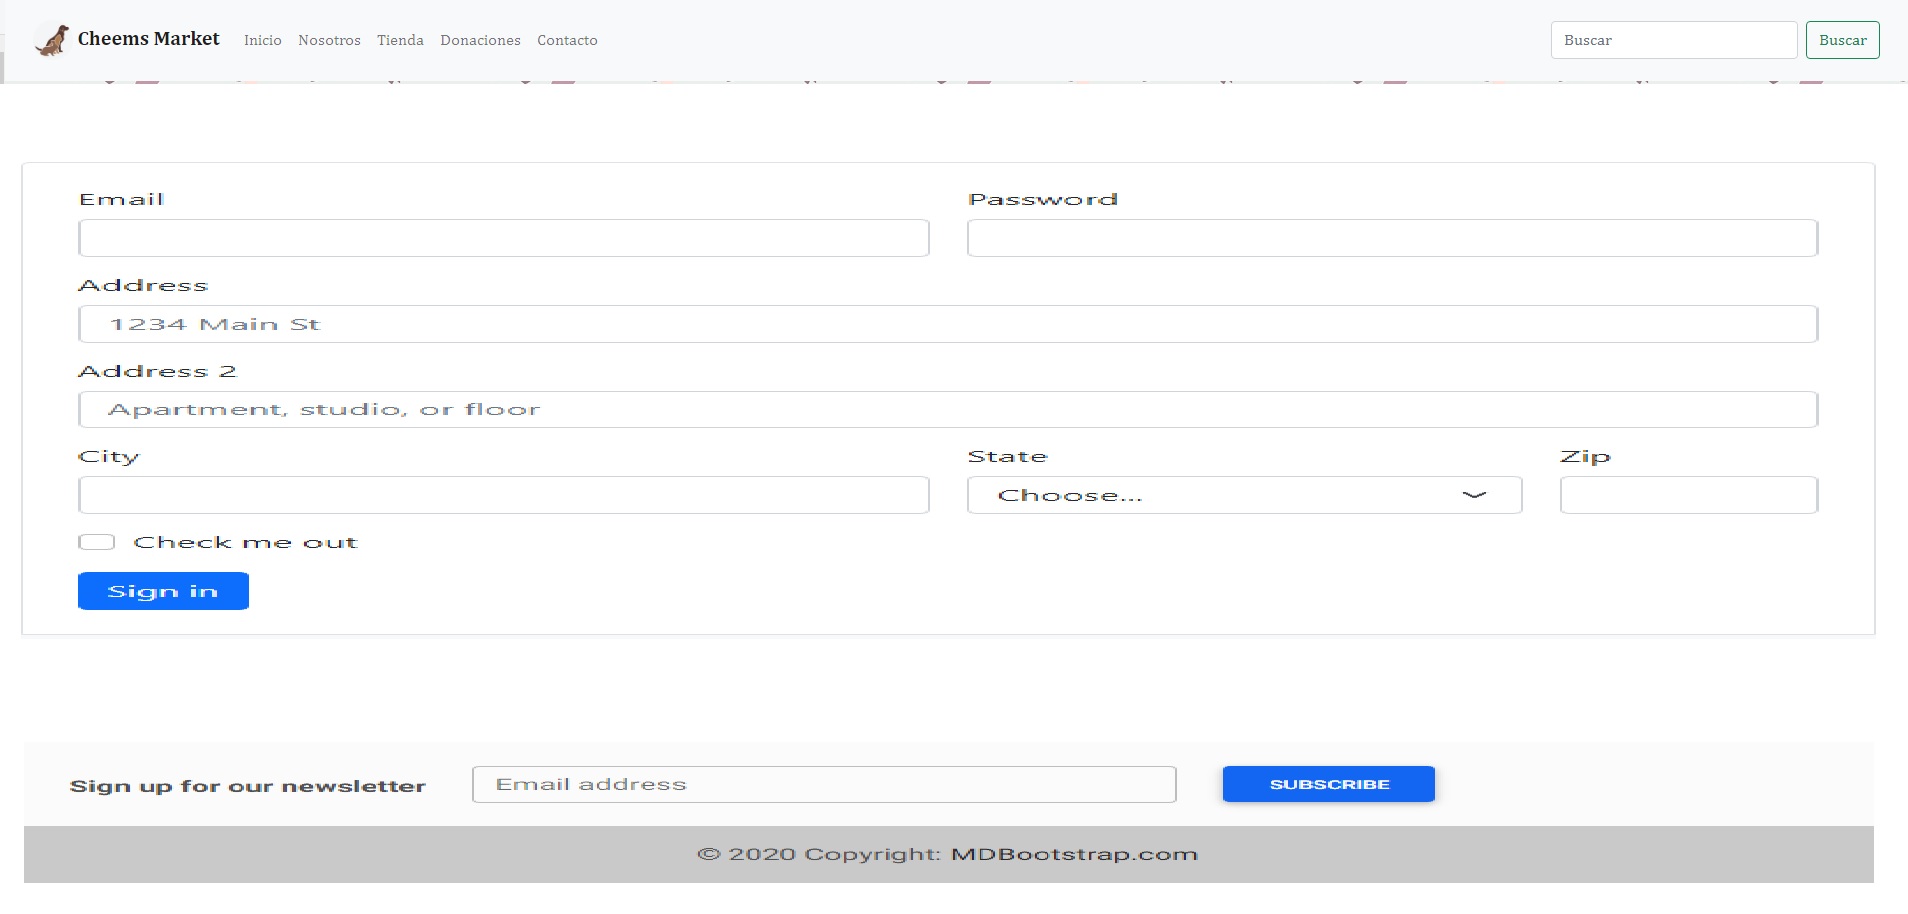 Cheems Market Inicio Nosotros Tienda Donaciones Contacto Buscar Buscar
Email Password
Address
1234 Main St
Address 2
Apartment, studio, or floor
City State Zip
Choose...
Check me out
Sign in
Sign up for our newsletter Email address SUBSCRIBE
© 2020 Copyright: MDBootstrap.com